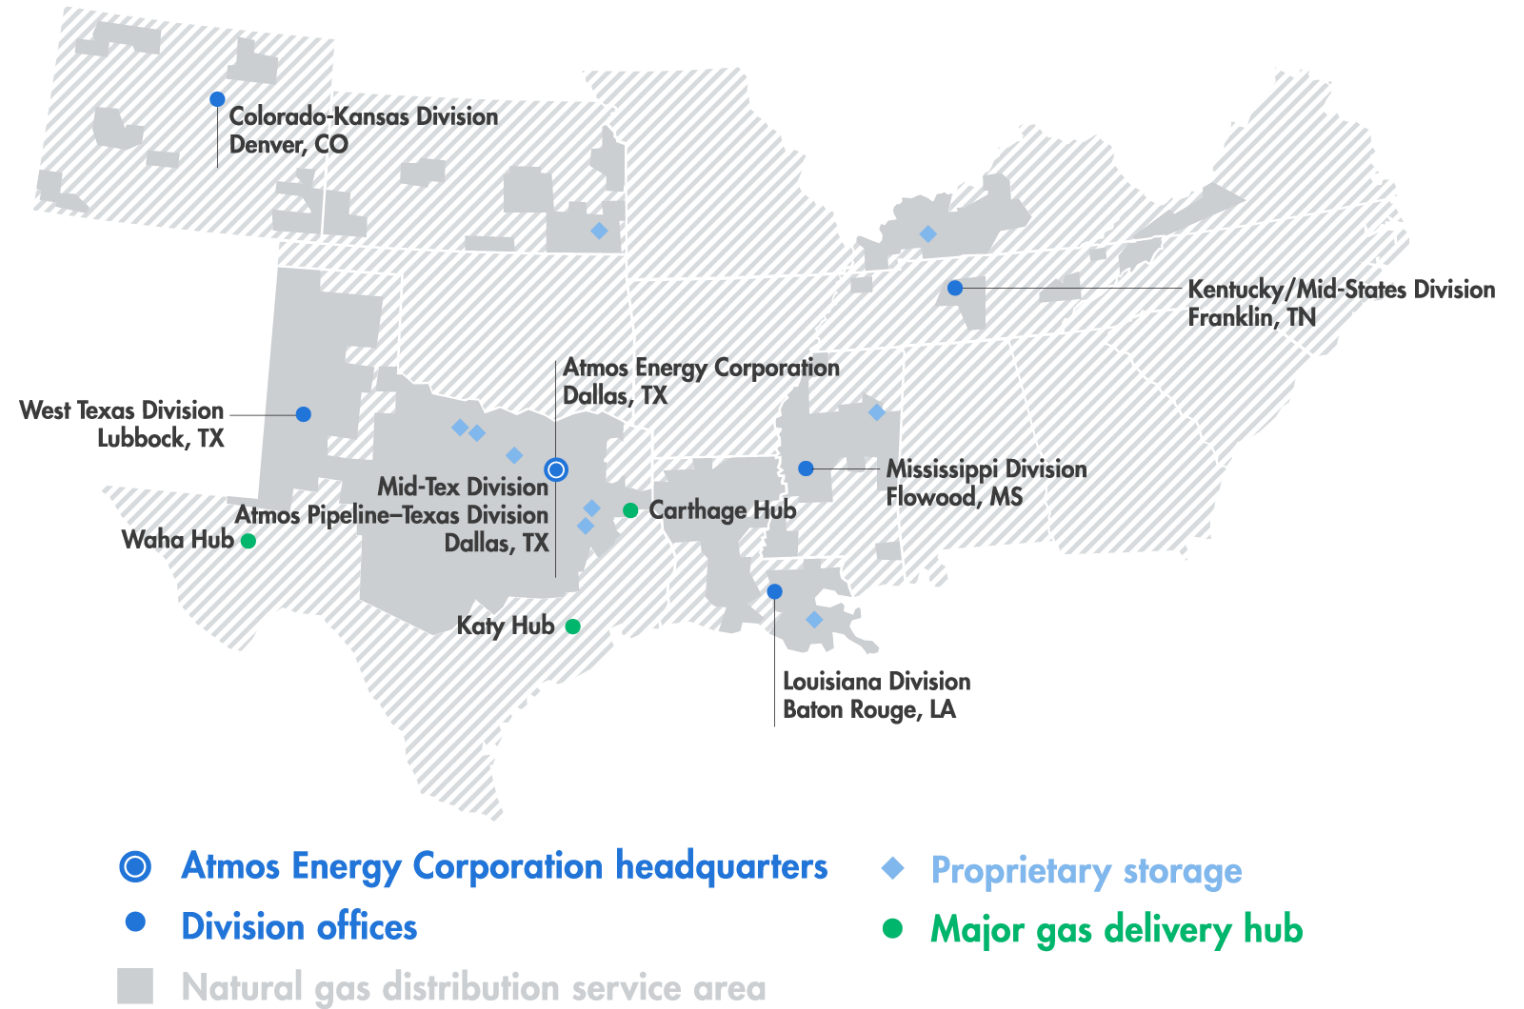 Colorado-Kansas Division
Denver, CO
Kentucky/Mid-States Division
Franklin, TN
Atmos Energy Corporation
Dallas, TX
West Texas Division
Lubbock, TX
Mississippi Division
Flowood, MS
Mid-Tex Division
Atmos Pipeline–Texas Division
Dallas, TX
Carthage Hub
Waha Hub
Katy Hub
Louisiana Division
Baton Rouge, LA
Atmos Energy Corporation headquarters
Division offices
Natural gas distribution service area
Proprietary storage
Major gas delivery hub